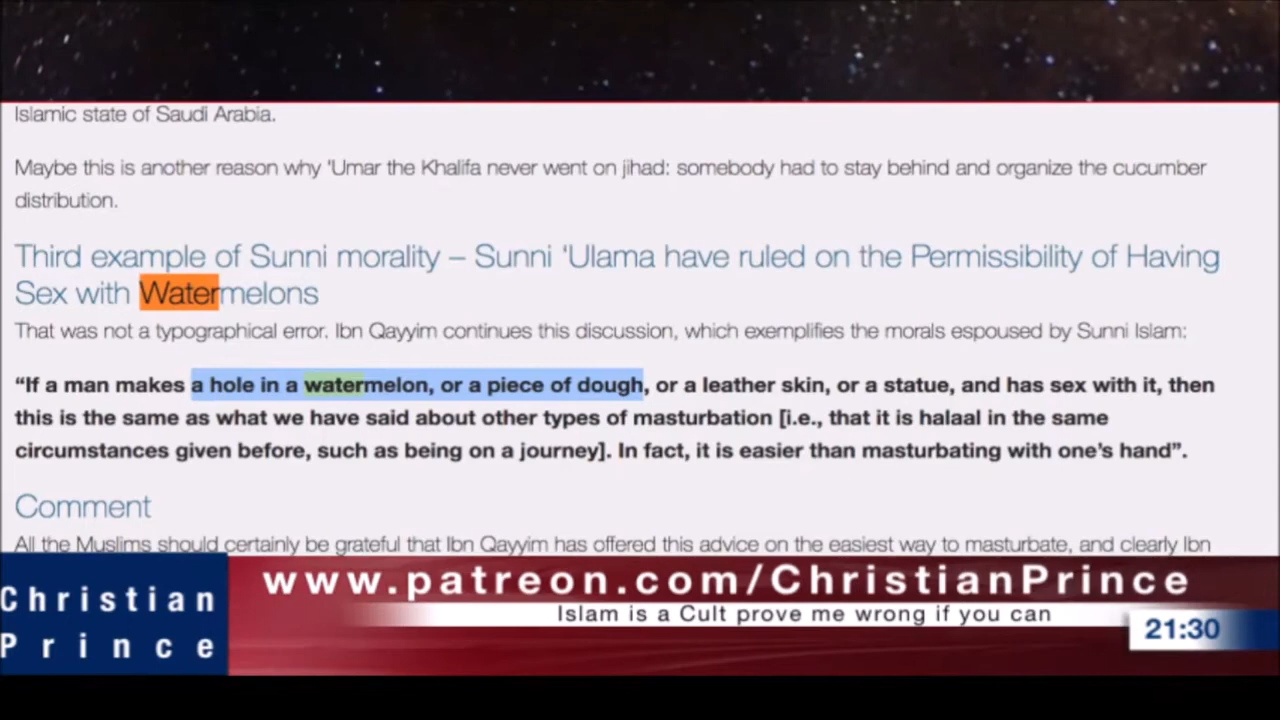 Islamic state of Saudi Arabia.
Maybe this is another reason why 'Umar the Khalifa never went on jihad: somebody had to stay behind and organize the cucumber
distribution.
Third example of Sunni morality – Sunni 'Ulama have ruled on the Permissibility of Having
Sex with Watermelons
That was not a typographical error. Ibn Qayyim continues this discussion, which exemplifies the morals espoused by Sunni Islam:
“If a man makes a hole in a watermelon, or a piece of dough, or a leather skin, or a statue, and has sex with it, then
this is the same as what we have said about other types of masturbation [i.e., that it is halaal in the same
circumstances given before, such as being on a journey]. In fact, it is easier than masturbating with one's hand”.
Comment
All the Muslims should certainly be grateful that Ibn Qayyim has offered this advice on the easiest way to masturbate, and clearly Ibn
Christian
Prince
www.patreon.com/ChristianPrince
Islam is a Cult prove me wrong if you can
21:30